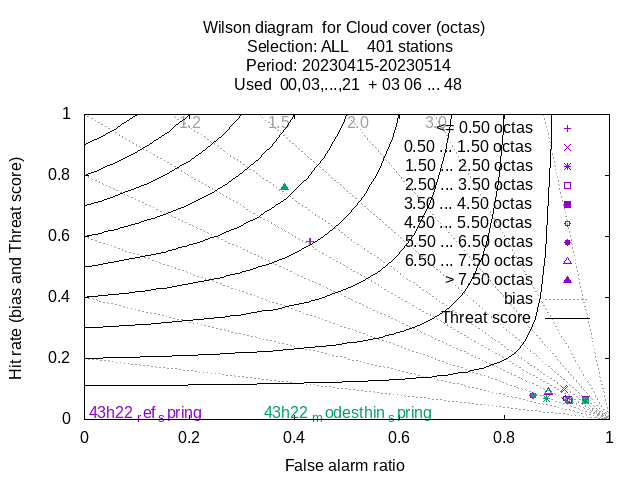 Wilson diagram  for Cloud cover (octas)
Selection: ALL    401 stations
Period: 20230415-20230514
Used  00,03,...,21  + 03 06 ... 48
Hit rate (bias and Threat score)
1
0.8
0.6
0.4
0.2
0
0 0.2 0.4 0.6 0.8 1
False alarm ratio
1.2 1.5 2.0 3.0
<= 0.50 octas
0.50 ... 1.50 octas
1.50 ... 2.50 octas
2.50 ... 3.50 octas
3.50 ... 4.50 octas
4.50 ... 5.50 octas
5.50 ... 6.50 octas
6.50 ... 7.50 octas
> 7.50 octas
bias
Threat score
43h22ref_spring 43h22modesthin_spring